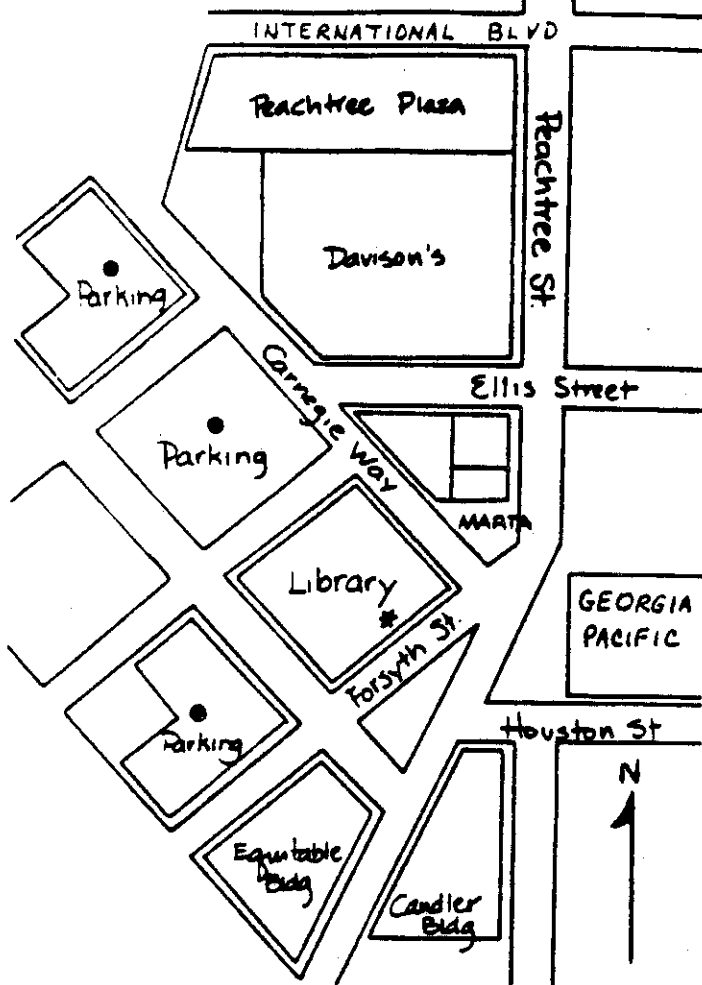 INTERNATIONAL BLVD
Peachtree Plaza
Peachtree St.
Davison's
Parking
Ellis Street
Carnegie Way
Parking
MARTA
Library
*
GEORGIA
PACIFIC
Forsyth St.
Parking
Houston St
N
Equitable
Bldg
Candler
Bldg